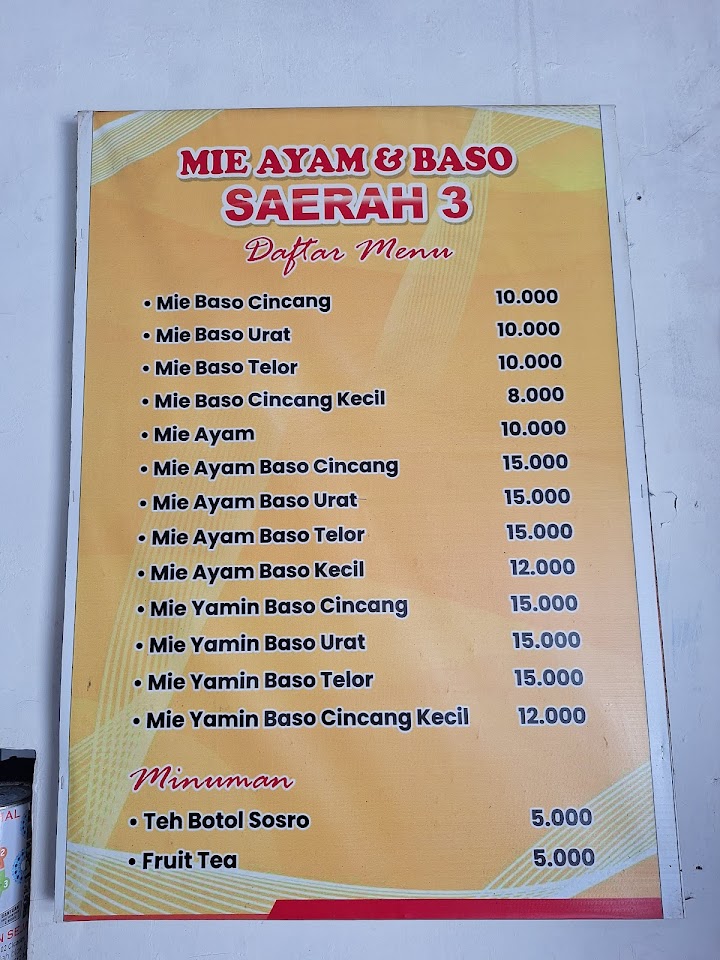 MIE AYAM & BASO
SAERAH 3
Daftar Menu
• Mie Baso Cincang 10.000
• Mie Baso Urat 10.000
• Mie Baso Telor 10.000
• Mie Baso Cincang Kecil 8.000
• Mie Ayam 10.000
• Mie Ayam Baso Cincang 15.000
• Mie Ayam Baso Urat 15.000
• Mie Ayam Baso Telor 15.000
• Mie Ayam Baso Kecil 12.000
• Mie Yamin Baso Cincang 15.000
• Mie Yamin Baso Urat 15.000
• Mie Yamin Baso Telor 15.000
• Mie Yamin Baso Cincang Kecil 12.000
Minuman
• Teh Botol Sosro 5.000
• Fruit Tea 5.000